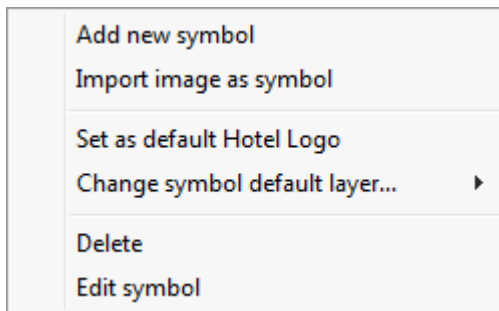 Add new symbol
Import image as symbol
Set as default Hotel Logo
Change symbol default layer...
Delete
Edit symbol